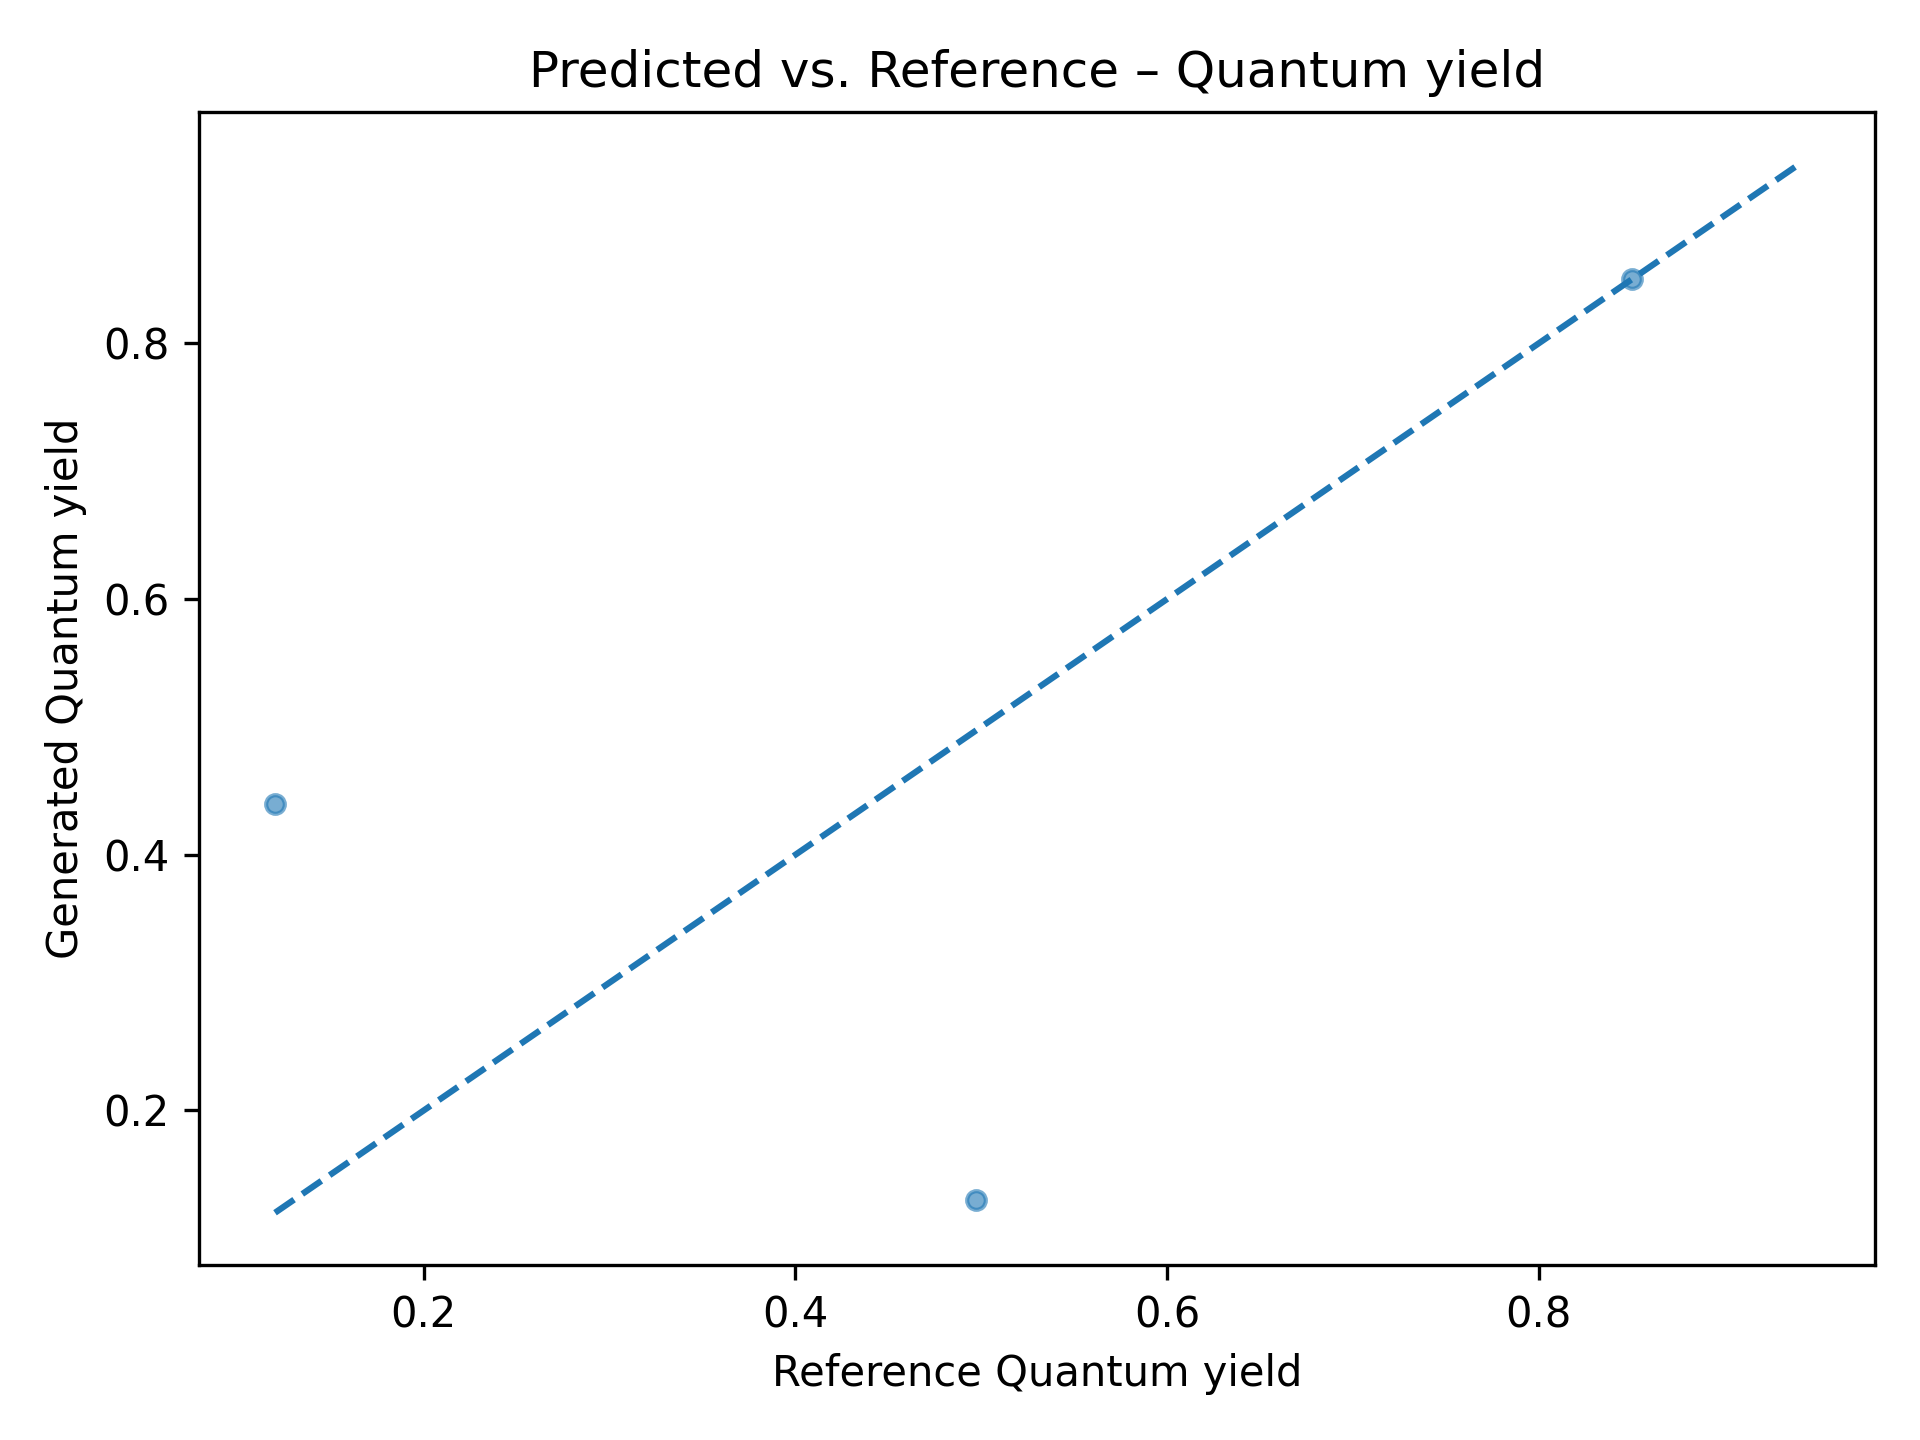 Predicted vs. Reference – Quantum yield
Generated Quantum yield
0.8
0.6
0.4
0.2
0.2 0.4 0.6 0.8
Reference Quantum yield